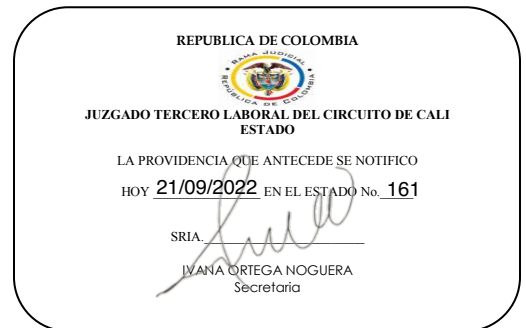 REPUBLICA DE COLOMBIA
RAMA JUDICIAL
REPÚBLICA DE COLOMBIA
JUZGADO TERCERO LABORAL DEL CIRCUITO DE CALI
ESTADO
LA PROVIDENCIA QUE ANTECEDE SE NOTIFICO
HOY 21/09/2022 EN EL ESTADO No. 161
SRIA.
IVANA ORTEGA NOGUERA
Secretaria